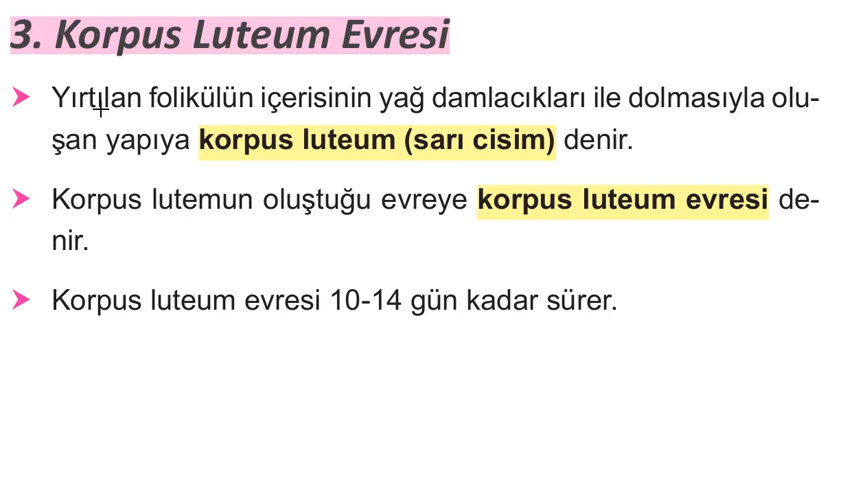 3. Korpus Luteum Evresi
Yırtılan folikülün içerisinin yağ damlacıkları ile dolmasıyla olu-
şan yapıya korpus luteum (sarı cisim) denir.
Korpus lutemun oluştuğu evreye korpus luteum evresi de-
nir.
Korpus luteum evresi 10-14 gün kadar sürer.